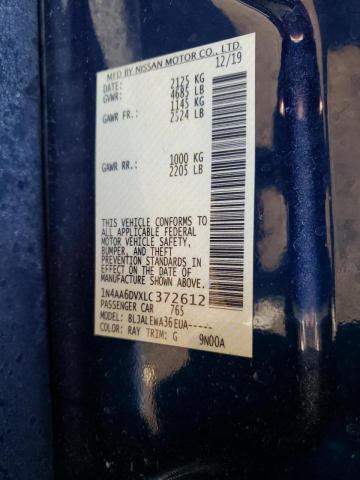 MFD BY NISSAN MOTOR CO., LTD.
DATE: 12/19
GVWR: 2125 KG
4685 LB
GAWR FR.: 1145 KG
2524 LB
GAWR RR.: 1000 KG
2205 LB
THIS VEHICLE CONFORMS TO
ALL APPLICABLE FEDERAL
MOTOR VEHICLE SAFETY,
BUMPER, AND THEFT
PREVENTION STANDARDS
IN EFFECT ON THE DATE OF
MANUFACTURE SHOWN ABOVE.
1N4AA6DVXLC372612
PASSENGER CAR 765
MODEL: BLJALEWA36EUA-----
COLOR: RAY TRIM: G 9N00A